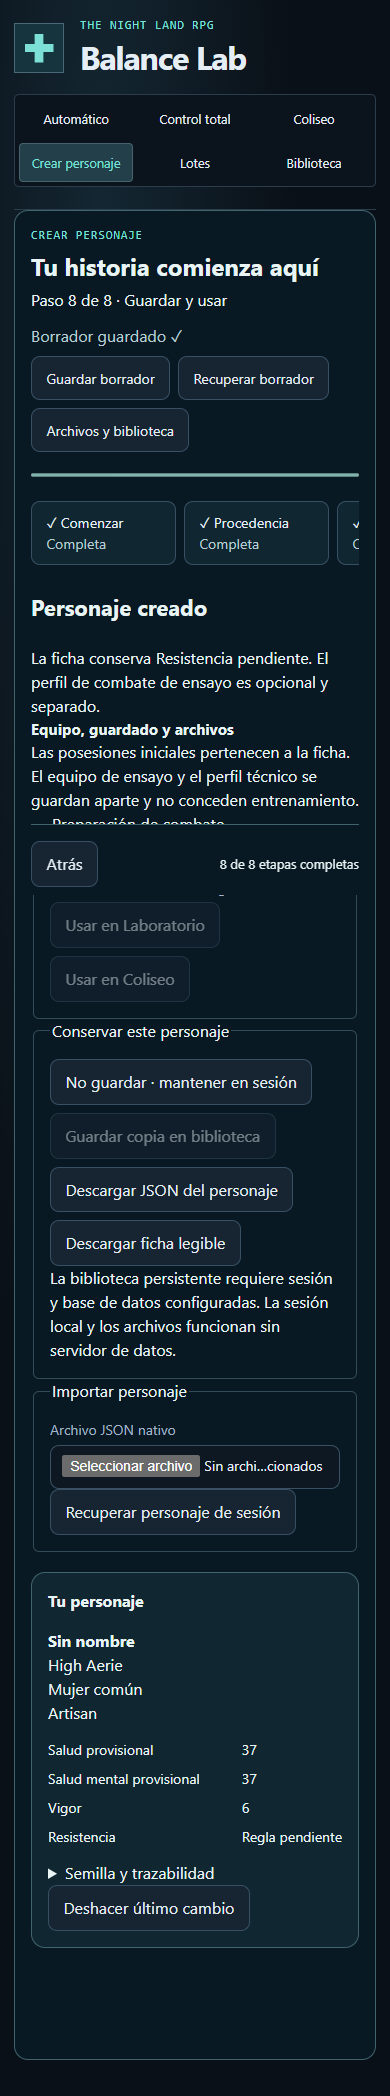 THE NIGHT LAND RPG
Balance Lab
Automático
Control total
Coliseo
Crear personaje
Lotes
Biblioteca
CREAR PERSONAJE
Tu historia comienza aquí
Paso 8 de 8 · Guardar y usar
Borrador guardado ✓
Guardar borrador
Recuperar borrador
Archivos y biblioteca
✓ Comenzar
Completa
✓ Procedencia
Completa
Personaje creado
La ficha conserva Resistencia pendiente. El
perfil de combate de ensayo es opcional y
separado.
Equipo, guardado y archivos
Las posesiones iniciales pertenecen a la ficha.
El equipo de ensayo y el perfil técnico se
guardan aparte y no conceden entrenamiento.
Preparación de combate
Atrás
8 de 8 etapas completas
Usar en Laboratorio
Usar en Coliseo
Conservar este personaje
No guardar · mantener en sesión
Guardar copia en biblioteca
Descargar JSON del personaje
Descargar ficha legible
La biblioteca persistente requiere sesión
y base de datos configuradas. La sesión
local y los archivos funcionan sin
servidor de datos.
Importar personaje
Archivo JSON nativo
Seleccionar archivo Sin archi...cionados
Recuperar personaje de sesión
Tu personaje
Sin nombre
High Aerie
Mujer común
Artisan
Salud provisional 37
Salud mental provisional 37
Vigor 6
Resistencia Regla pendiente
▶ Semilla y trazabilidad
Deshacer último cambio